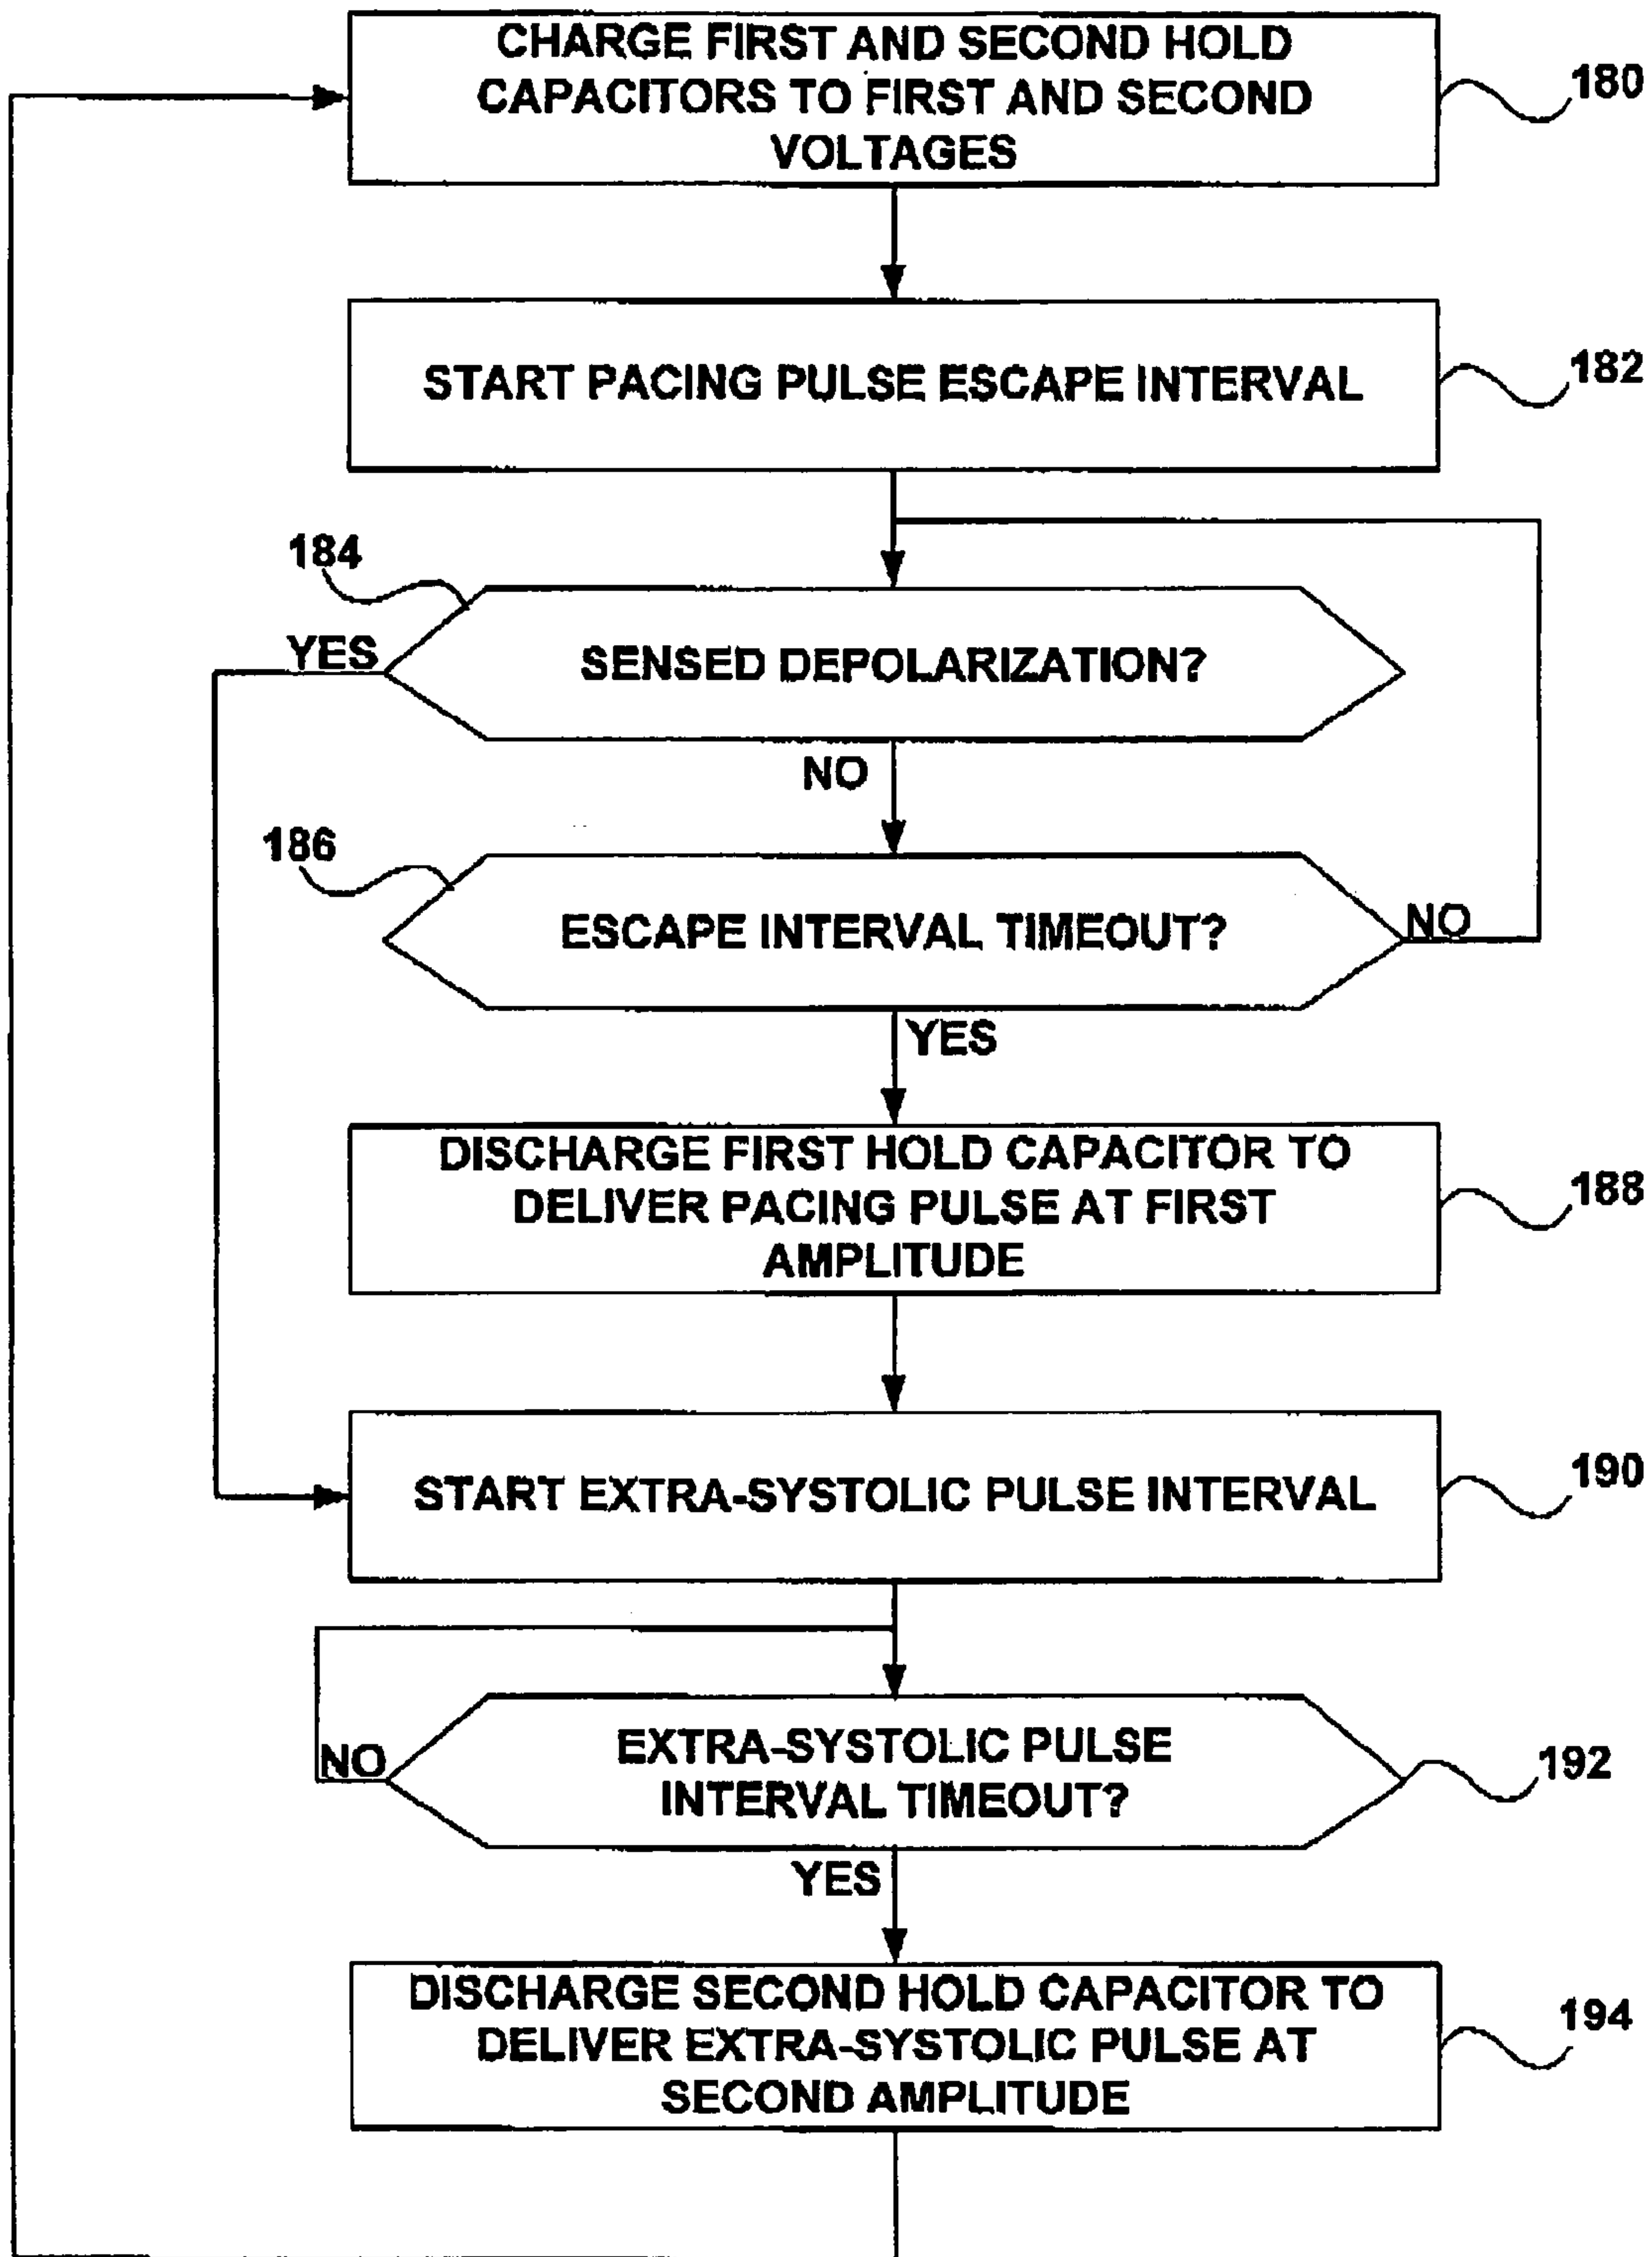 CHARGE FIRST AND SECOND HOLD
CAPACITORS TO FIRST AND SECOND
VOLTAGES
180
START PACING PULSE ESCAPE INTERVAL
182
184
YES
SENSED DEPOLARIZATION?
NO
186
ESCAPE INTERVAL TIMEOUT?
NO
YES
DISCHARGE FIRST HOLD CAPACITOR TO
DELIVER PACING PULSE AT FIRST
AMPLITUDE
188
START EXTRA-SYSTOLIC PULSE INTERVAL
190
NO
EXTRA-SYSTOLIC PULSE
INTERVAL TIMEOUT?
192
YES
DISCHARGE SECOND HOLD CAPACITOR TO
DELIVER EXTRA-SYSTOLIC PULSE AT
SECOND AMPLITUDE
194